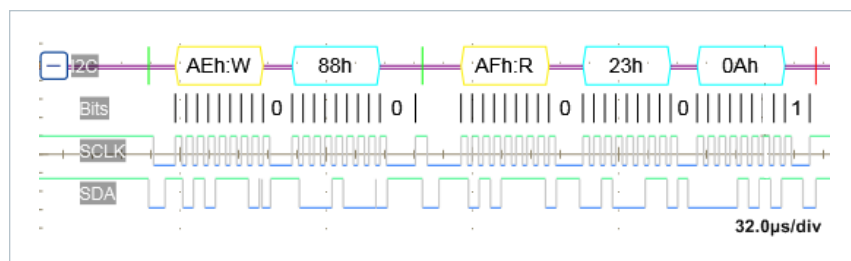 I2C AEh:W 88h AFh:R 23h 0Ah
Bits 0 0 0 0 1
SCLK
SDA
32.0µs/div